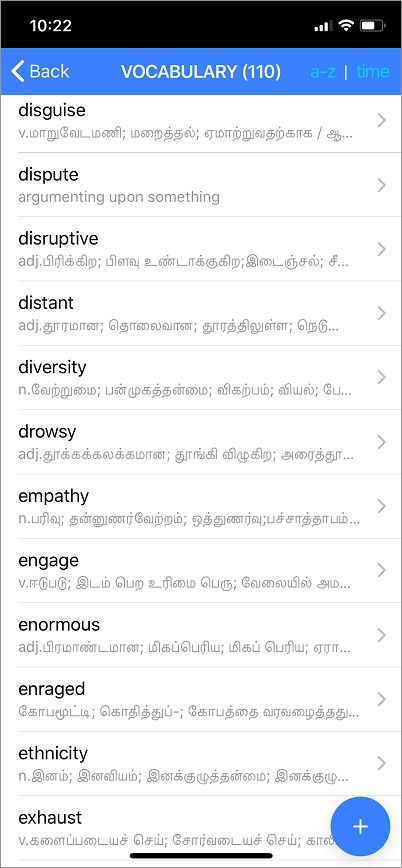 10:22
Back VOCABULARY (110) a-z | time
disguise
v.மாறுவேடமணி; மறைத்தல்; ஏமாற்றுவதற்காக / ஆ...
dispute
argumenting upon something
disruptive
adj.பிரிக்கிற; பிளவு உண்டாக்குகிற;இடைஞ்சல்; சீ...
distant
adj.தூரமான; தொலைவான; தூரத்திலுள்ள; நெடு...
diversity
n.வேற்றுமை; பன்முகத்தன்மை; விகற்பம்; வியல்; பே...
drowsy
adj.தூக்கக்கலக்கமான; தூங்கி விழுகிற; அரைத்தூ...
empathy
n.பரிவு; தன்னுணர்வேற்றம்; ஒத்துணர்வு;பச்சாத்தாபம்...
engage
v.ஈடுபடு; இடம் பெற உரிமை பெரு; வேலையில் அம...
enormous
adj.பிரமாண்டமான; மிகப்பெரிய; மிகப் பெரிய; ஏரா...
enraged
கோபமூட்டி; கொதித்துப்-; கோபத்தை வரவழைத்தது...
ethnicity
n.இனம்; இனவியம்; இனக்குழுத்தன்மை; இனக்குழு...
exhaust
v.களைப்படையச் செய்; சோர்வடையச் செய்; காலி